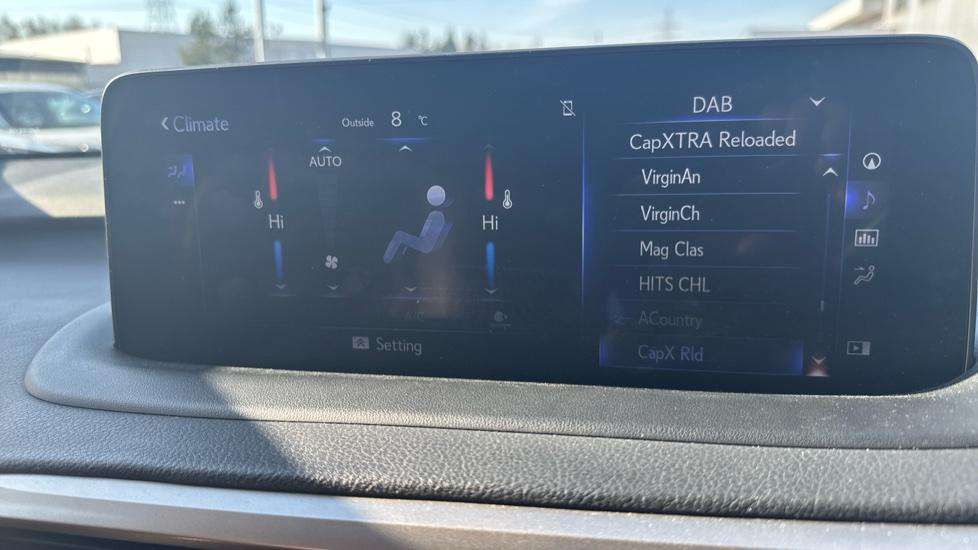 Climate
Outside 8 °C
AUTO
Hi
Hi
A/C
Setting
DAB
CapXTRA Reloaded
VirginAn
VirginCh
Mag Clas
HITS CHL
ACountry
CapX Rld